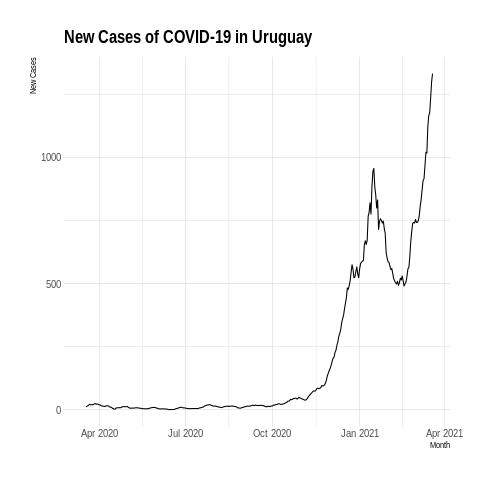 New Cases of COVID-19 in Uruguay
New Cases
1000
500
0
Apr 2020 Jul 2020 Oct 2020 Jan 2021 Apr 2021
Month